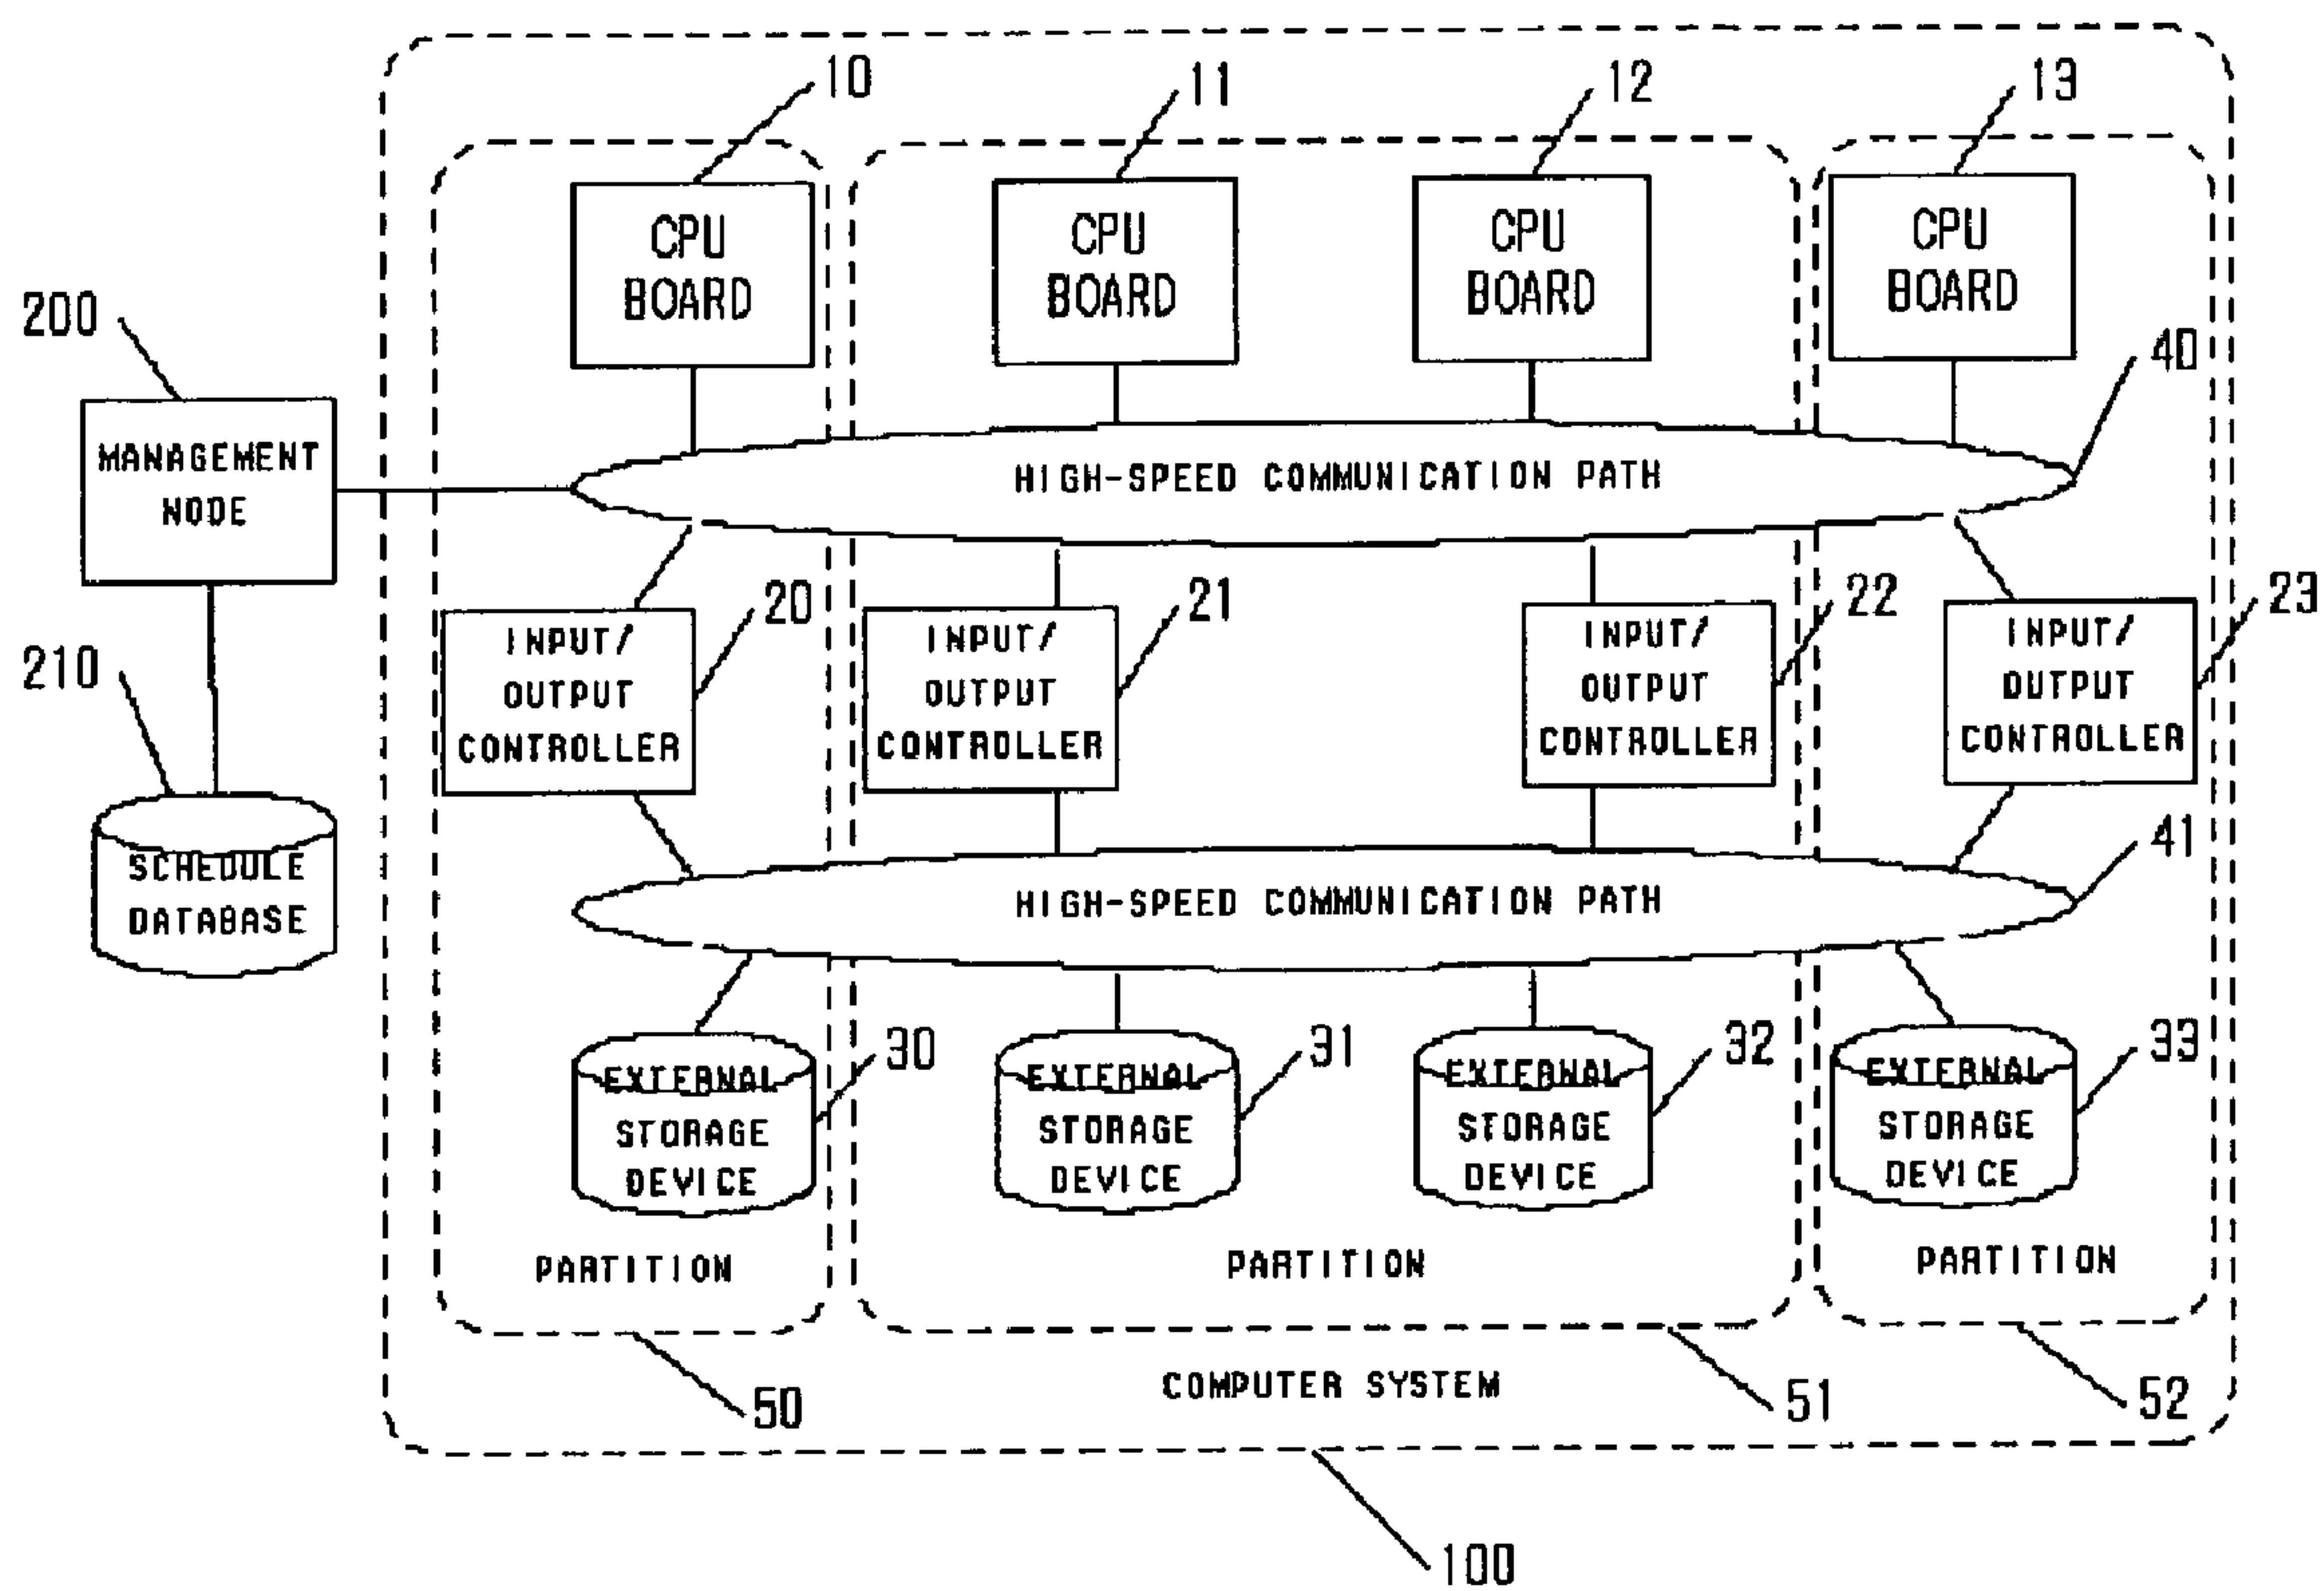 10
11
12
13
CPU
BOARD
CPU
BOARD
CPU
BOARD
CPU
BOARD
200
40
MANAGEMENT
NODE
HIGH-SPEED COMMUNICATION PATH
20
21
22
23
210
INPUT/
OUTPUT
CONTROLLER
INPUT/
OUTPUT
CONTROLLER
INPUT/
OUTPUT
CONTROLLER
INPUT/
OUTPUT
CONTROLLER
SCHEDULE
DATABASE
41
HIGH-SPEED COMMUNICATION PATH
30
31
32
33
EXTERNAL
STORAGE
DEVICE
EXTERNAL
STORAGE
DEVICE
EXTERNAL
STORAGE
DEVICE
EXTERNAL
STORAGE
DEVICE
PARTITION
PARTITION
PARTITION
COMPUTER SYSTEM
50
51
52
100